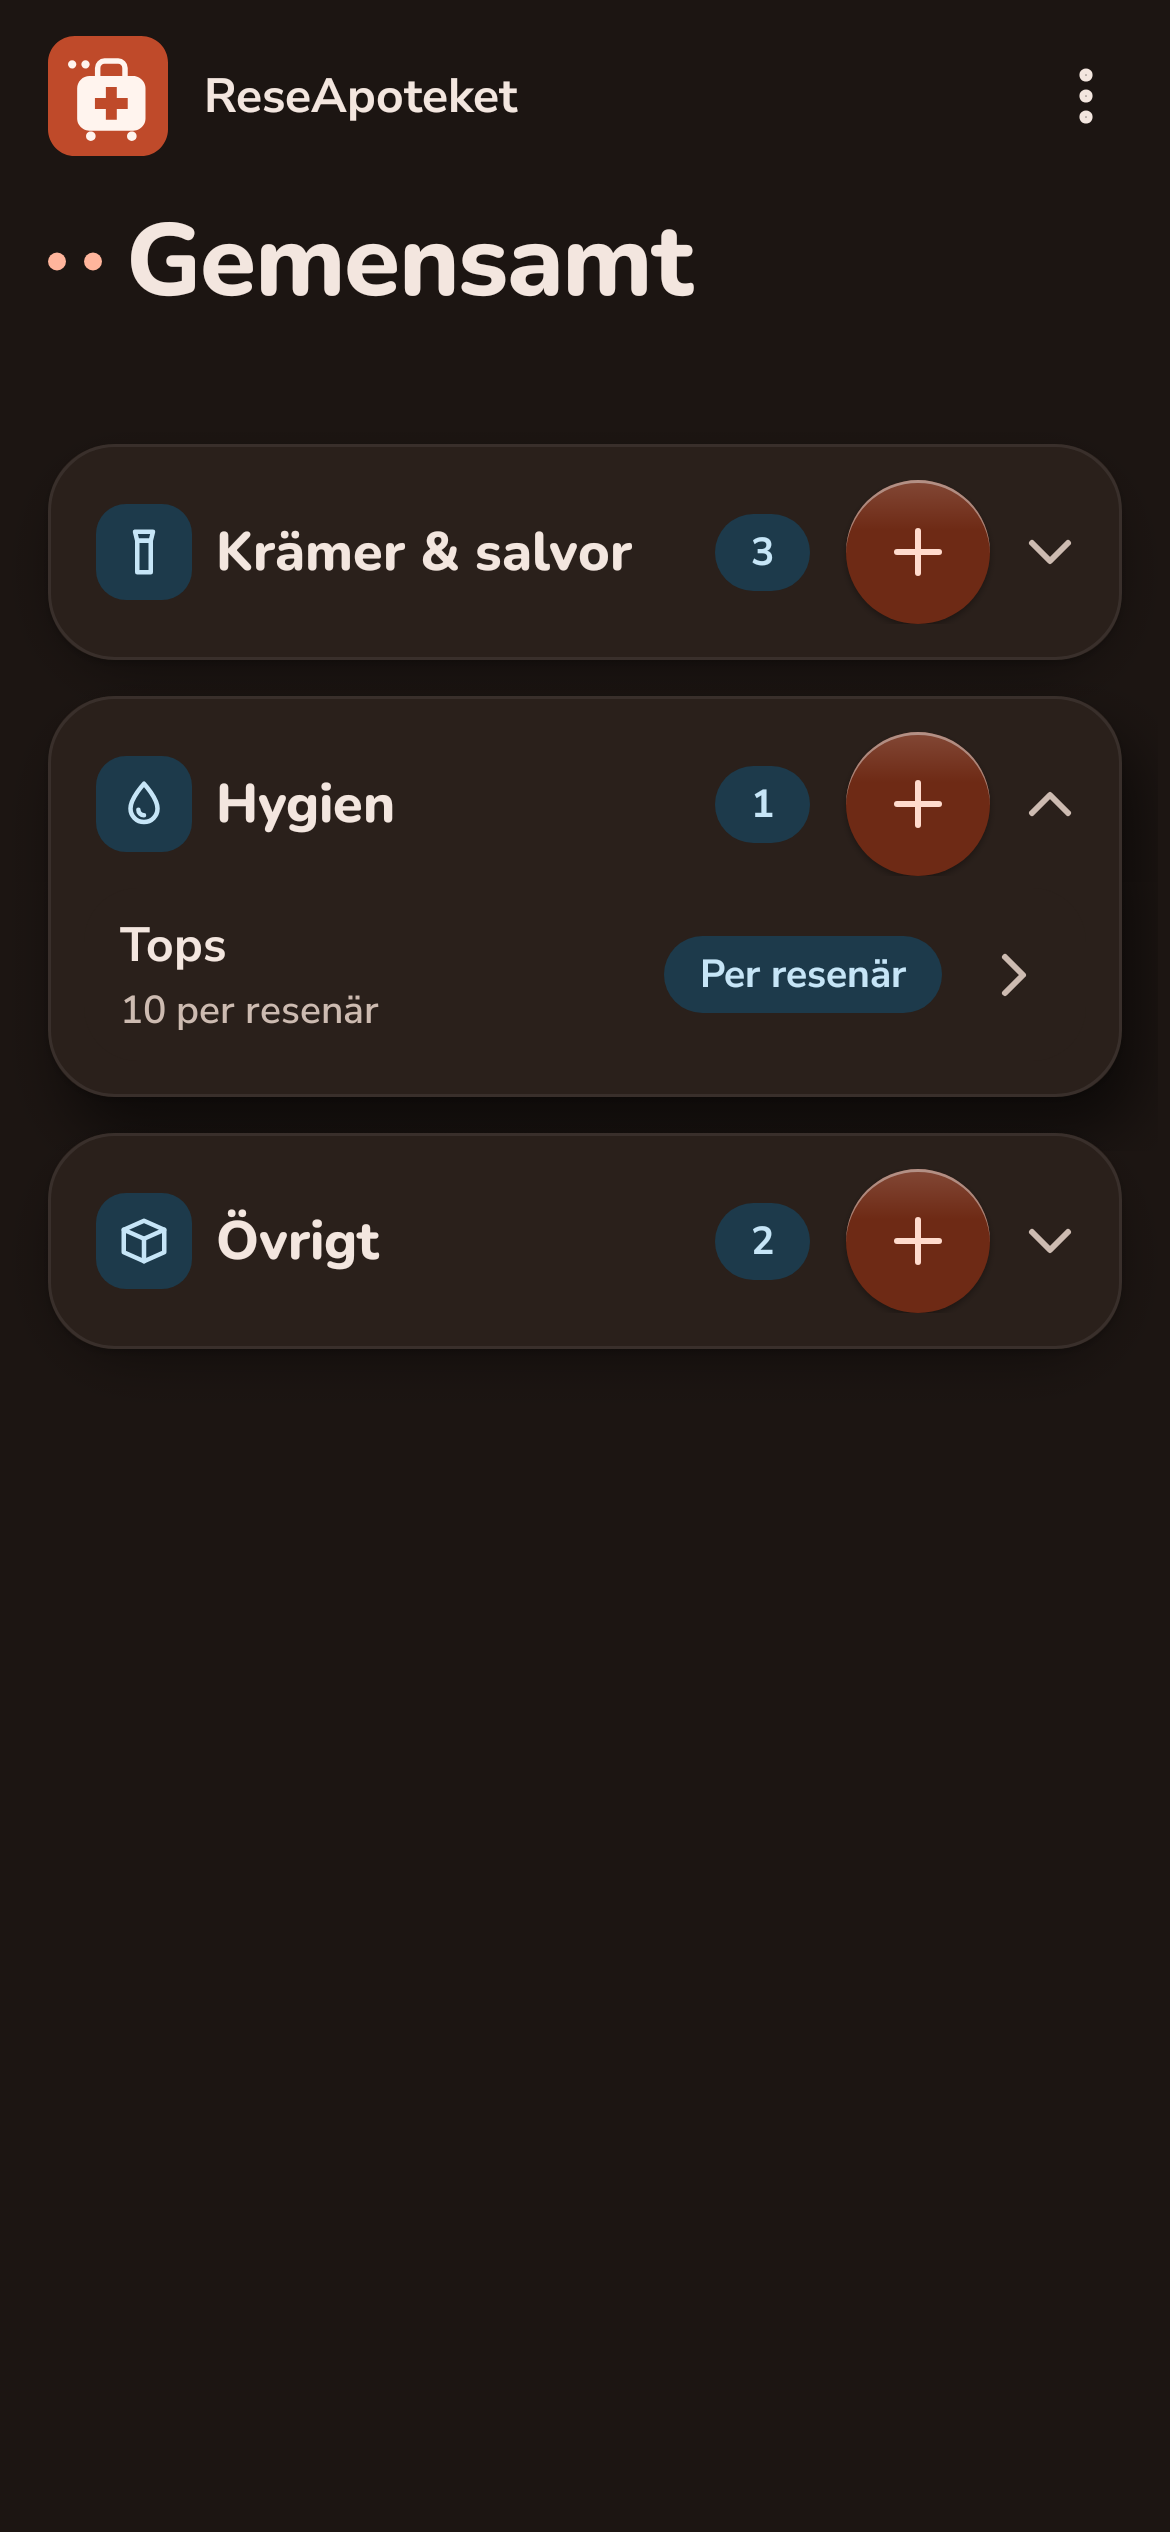 ReseApoteket
Gemensamt
Krämer & salvor
3
Hygien
1
Tops
10 per resenär
Per resenär
Övrigt
2